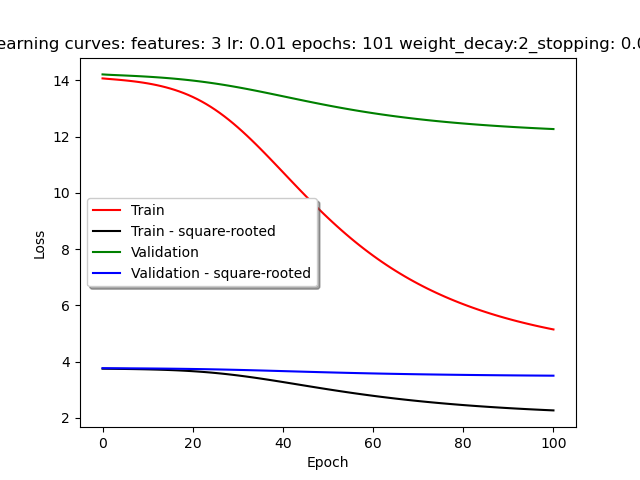 earning curves: features: 3 lr: 0.01 epochs: 101 weight_decay:2_stopping: 0.0
14
12
10
8
6
4
2
Loss
Train
Train - square-rooted
Validation
Validation - square-rooted
0
20
40
60
80
100
Epoch